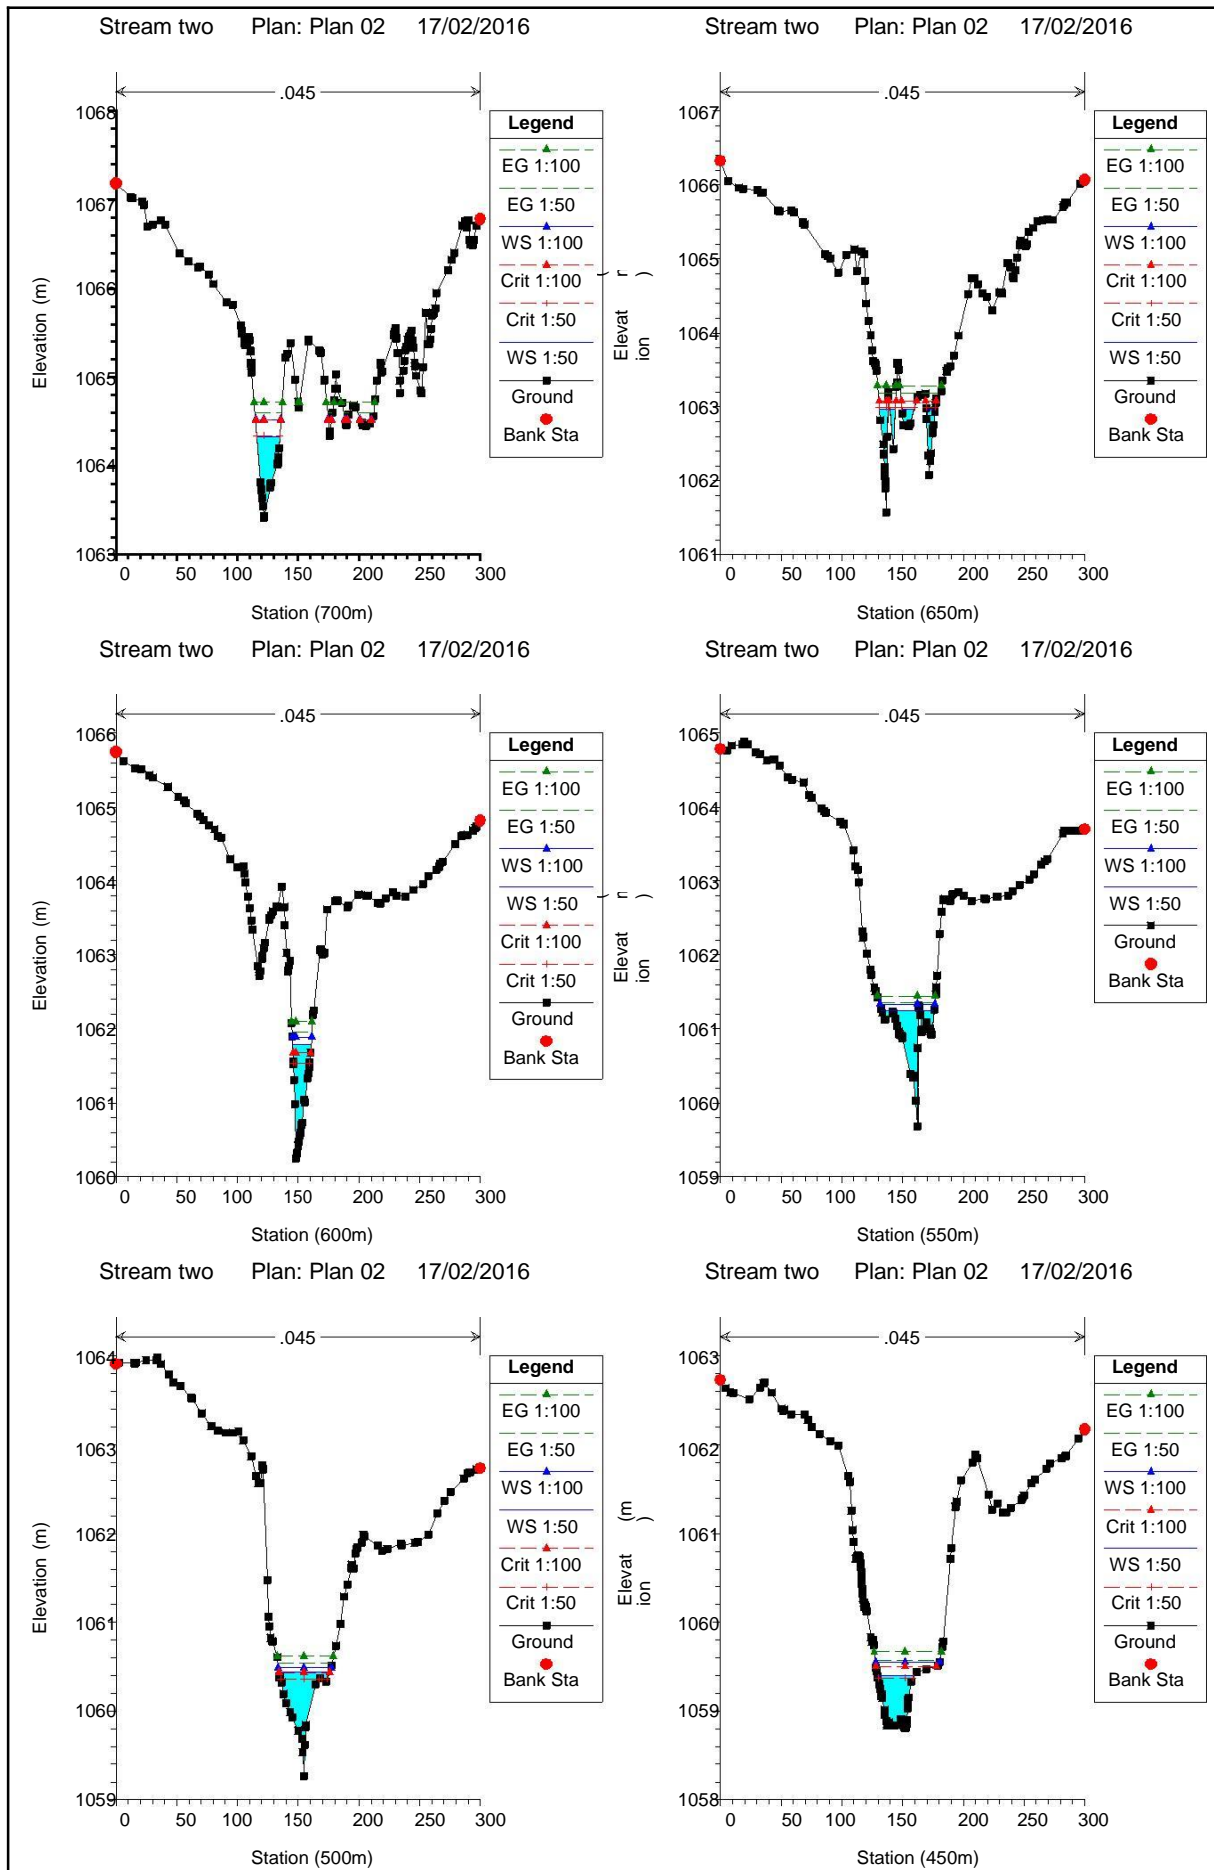 Stream two Plan: Plan 02 17/02/2016
.045
1068
1067
1066
1065
1064
1063
Elevation (m)
0 50 100 150 200 250 300
Station (700m)
Legend
EG 1:100
EG 1:50
WS 1:100
Crit 1:100
Crit 1:50
WS 1:50
Ground
Bank Sta
Stream two Plan: Plan 02 17/02/2016
.045
1067
1066
1065
1064
1063
1062
1061
Elevat
ion
(
r
)
0 50 100 150 200 250 300
Station (650m)
Legend
EG 1:100
EG 1:50
WS 1:100
Crit 1:100
Crit 1:50
WS 1:50
Ground
Bank Sta
Stream two Plan: Plan 02 17/02/2016
.045
1066
1065
1064
1063
1062
1061
1060
Elevation (m)
0 50 100 150 200 250 300
Station (600m)
Legend
EG 1:100
EG 1:50
WS 1:100
WS 1:50
Crit 1:100
Crit 1:50
Ground
Bank Sta
Stream two Plan: Plan 02 17/02/2016
.045
1065
1064
1063
1062
1061
1060
1059
Elevat
ion
(
r
)
0 50 100 150 200 250 300
Station (550m)
Legend
EG 1:100
EG 1:50
WS 1:100
WS 1:50
Ground
Bank Sta
Stream two Plan: Plan 02 17/02/2016
.045
1064
1063
1062
1061
1060
1059
Elevation (m)
0 50 100 150 200 250 300
Station (500m)
Legend
EG 1:100
EG 1:50
WS 1:100
WS 1:50
Crit 1:100
Crit 1:50
Ground
Bank Sta
Stream two Plan: Plan 02 17/02/2016
.045
1063
1062
1061
1060
1059
1058
Elevat
ion
(m
)
0 50 100 150 200 250 300
Station (450m)
Legend
EG 1:100
EG 1:50
WS 1:100
Crit 1:100
WS 1:50
Crit 1:50
Ground
Bank Sta